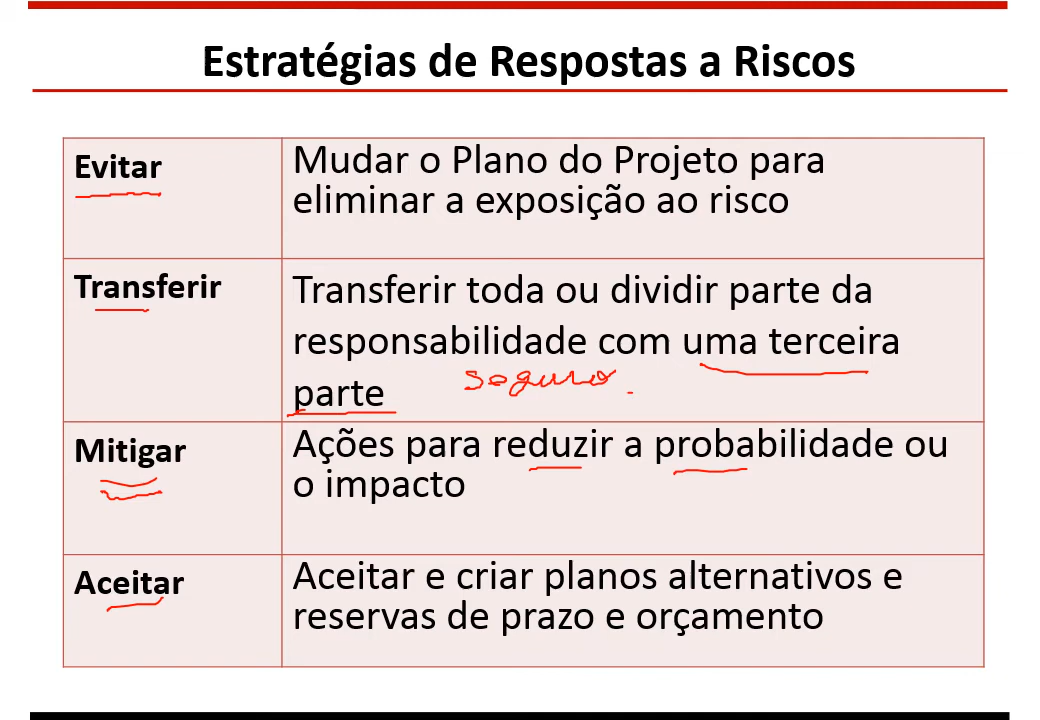 Estratégias de Respostas a Riscos
Evitar
Mudar o Plano do Projeto para
eliminar a exposição ao risco
Transferir
Transferir toda ou dividir parte da
responsabilidade com uma terceira
parte
seguro.
Mitigar
Ações para reduzir a probabilidade ou
o impacto
Aceitar
Aceitar e criar planos alternativos e
reservas de prazo e orçamento